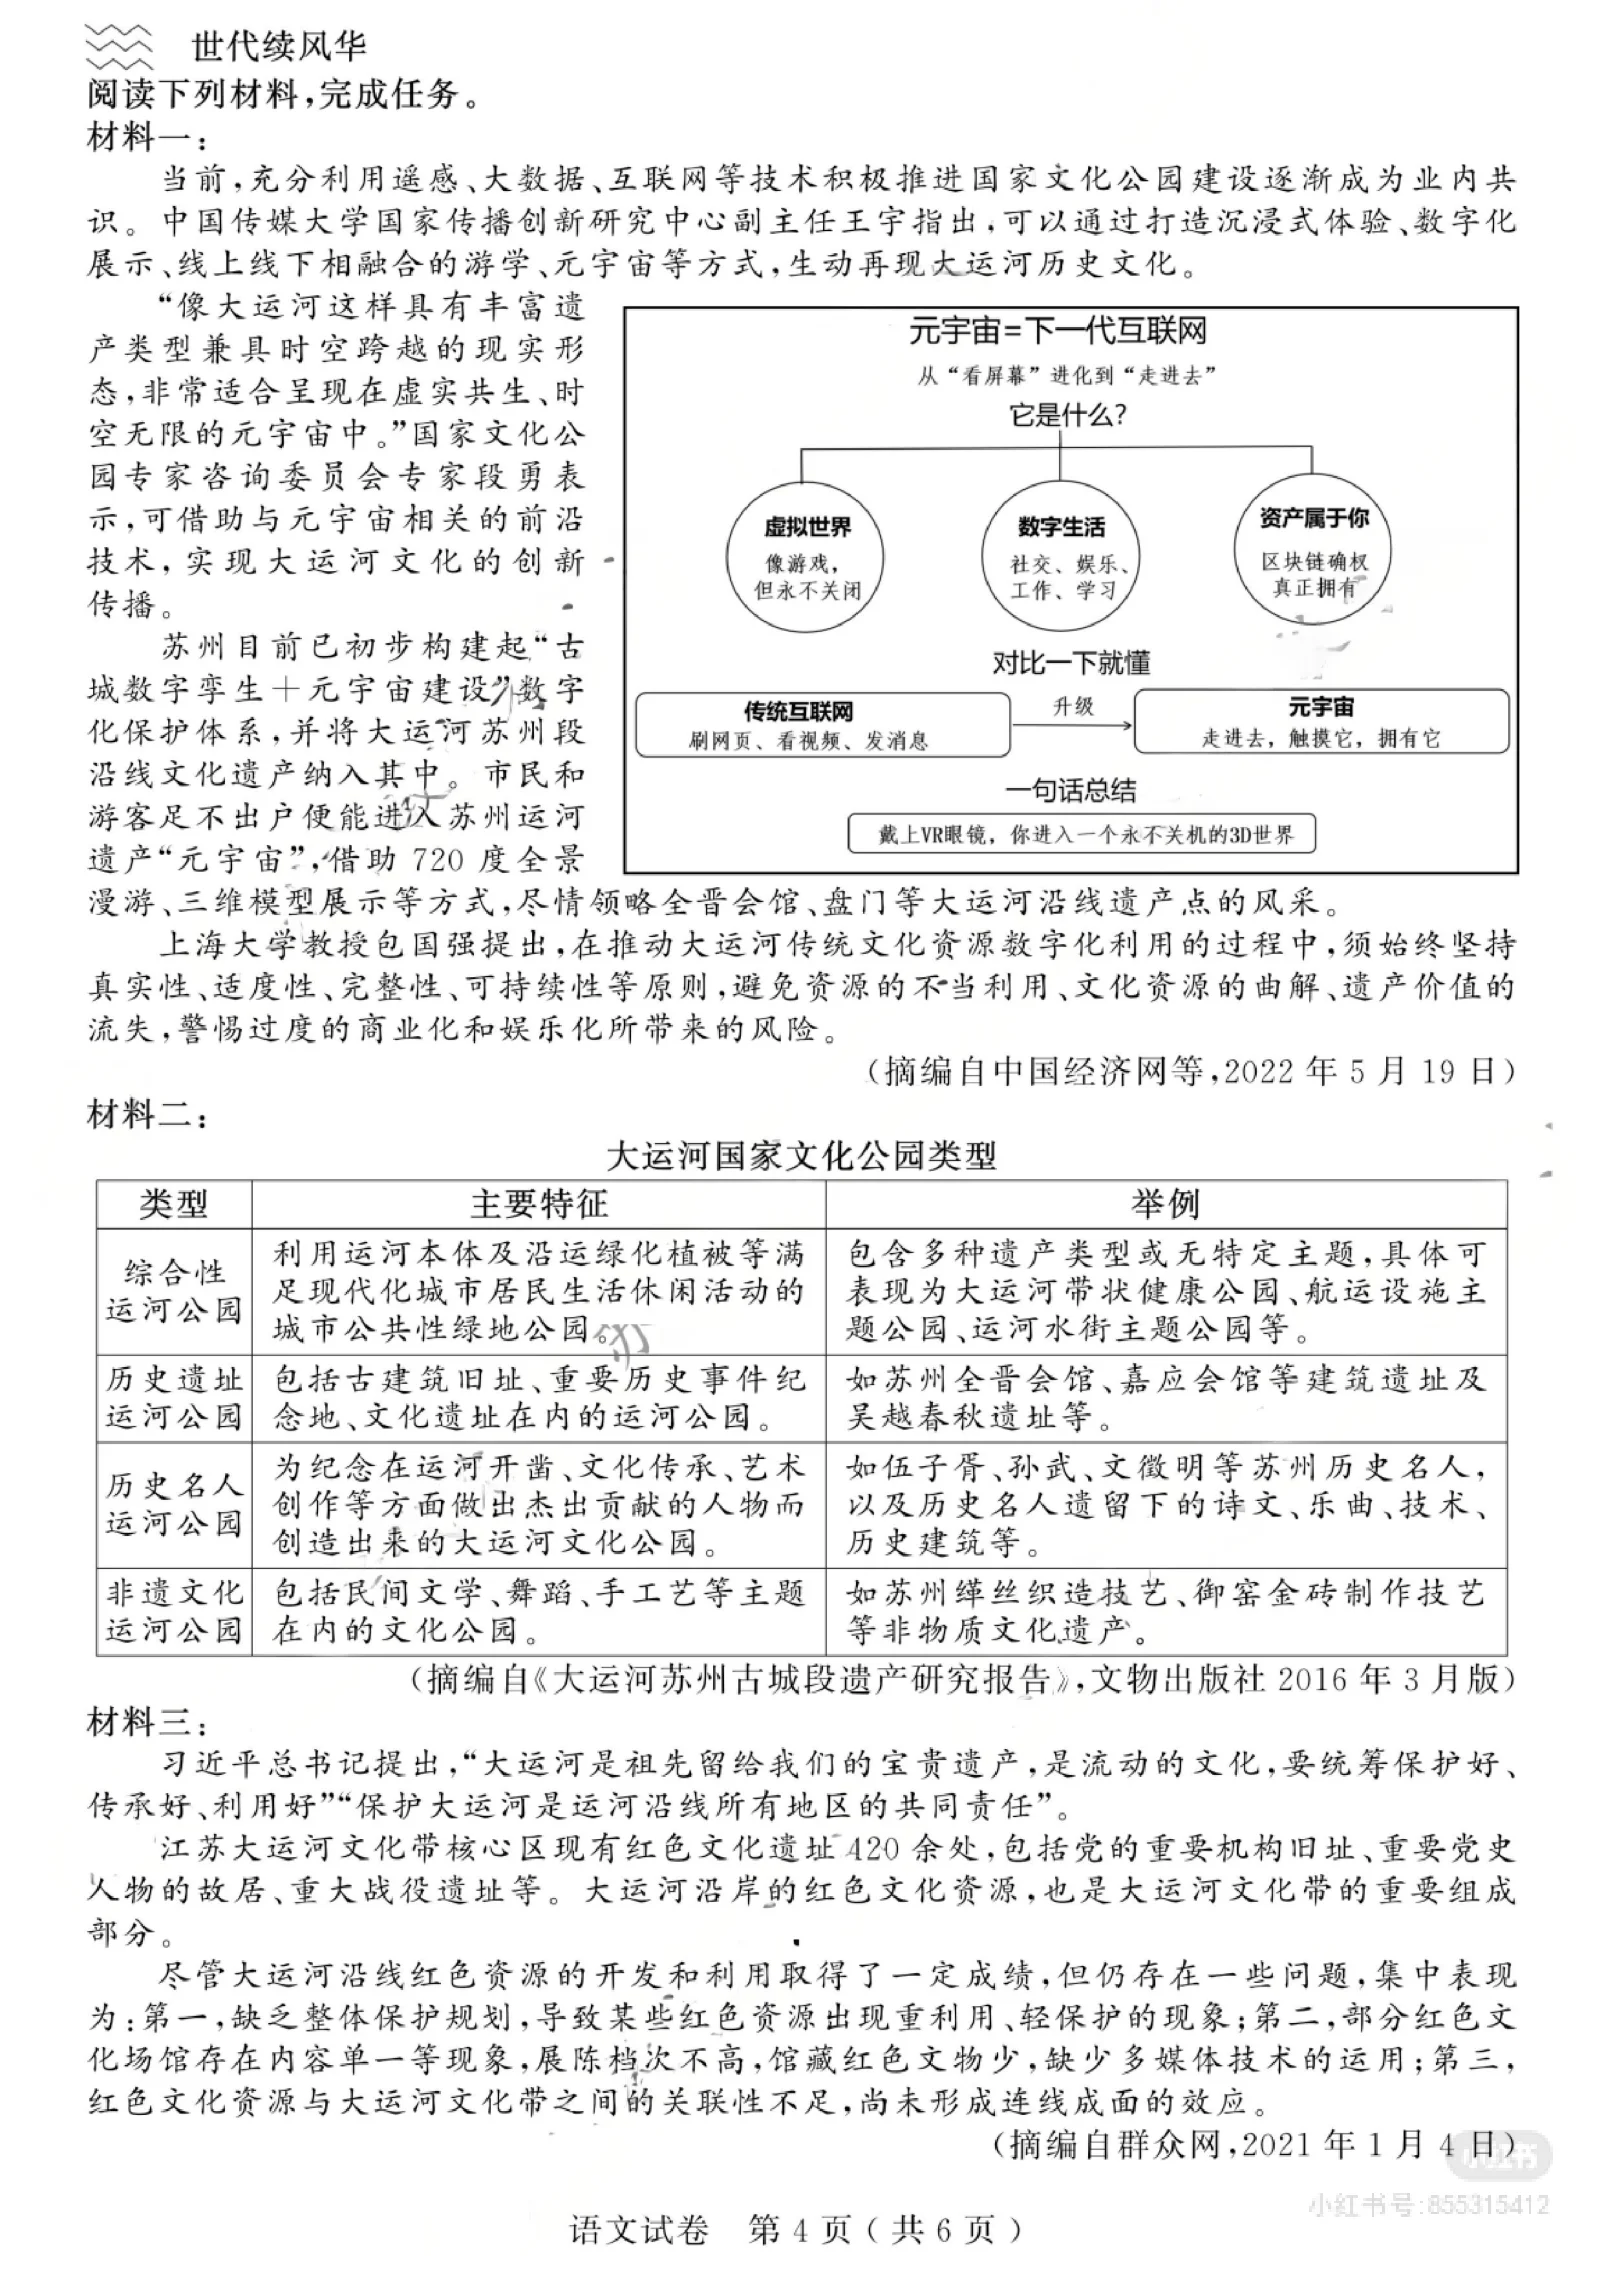 世代续风华
阅读下列材料,完成任务。
材料一:
当前,充分利用遥感、大数据、互联网等技术积极推进国家文化公园建设逐渐成为业内共
识。中国传媒大学国家传播创新研究中心副主任王宇指出,可以通过打造沉浸式体验、数字化
展示、线上线下相融合的游学、元宇宙等方式,生动再现大运河历史文化。
“像大运河这样具有丰富遗
产类型兼具时空跨越的现实形
态,非常适合呈现在虚实共生、时
空无限的元宇宙中。”国家文化公
园专家咨询委员会专家段勇表
示,可借助与元宇宙相关的前沿
技术,实现大运河文化的创新
传播。
苏州目前已初步构建起“古
城数字孪生+元宇宙建设”数字
化保护体系,并将大运河苏州段
沿线文化遗产纳入其中。市民和
游客足不出户便能进入苏州运河
遗产“元宇宙”,借助 720 度全景
漫游、三维模型展示等方式,尽情领略全晋会馆、盘门等大运河沿线遗产点的风采。
元宇宙=下一代互联网
从“看屏幕”进化到“走进去”
它是什么?
虚拟世界
像游戏,
但永不关闭
数字生活
社交、娱乐、
工作、学习
资产属于你
区块链确权
真正拥有
对比一下就懂
传统互联网
刷网页、看视频、发消息
升级
元宇宙
走进去,触摸它,拥有它
一句话总结
戴上VR眼镜,你进入一个永不关机的3D世界
上海大学教授包国强提出,在推动大运河传统文化资源数字化利用的过程中,须始终坚持
真实性、适度性、完整性、可持续性等原则,避免资源的不当利用、文化资源的曲解、遗产价值的
流失,警惕过度的商业化和娱乐化所带来的风险。
(摘编自中国经济网等,2022 年 5 月 19 日)
材料二:
大运河国家文化公园类型
类型 主要特征 举例
综合性
运河公园
利用运河本体及沿运绿化植被等满
足现代化城市居民生活休闲活动的
城市公共性绿地公园。
包含多种遗产类型或无特定主题,具体可
表现为大运河带状健康公园、航运设施主
题公园、运河水街主题公园等。
历史遗址
运河公园
包括古建筑旧址、重要历史事件纪
念地、文化遗址在内的运河公园。
如苏州全晋会馆、嘉应会馆等建筑遗址及
吴越春秋遗址等。
历史名人
运河公园
为纪念在运河开凿、文化传承、艺术
创作等方面做出杰出贡献的人物而
创造出来的大运河文化公园。
如伍子胥、孙武、文徵明等苏州历史名人,
以及历史名人遗留下的诗文、乐曲、技术、
历史建筑等。
非遗文化
运河公园
包括民间文学、舞蹈、手工艺等主题
在内的文化公园。
如苏州缂丝织造技艺、御窑金砖制作技艺
等非物质文化遗产。
(摘编自《大运河苏州古城段遗产研究报告》,文物出版社 2016 年 3 月版)
材料三:
习近平总书记提出,“大运河是祖先留给我们的宝贵遗产,是流动的文化,要统筹保护好、
传承好、利用好”“保护大运河是运河沿线所有地区的共同责任”。
江苏大运河文化带核心区现有红色文化遗址 420 余处,包括党的重要机构旧址、重要党史
人物的故居、重大战役遗址等。大运河沿岸的红色文化资源,也是大运河文化带的重要组成
部分。
尽管大运河沿线红色资源的开发和利用取得了一定成绩,但仍存在一些问题,集中表现
为:第一,缺乏整体保护规划,导致某些红色资源出现重利用、轻保护的现象;第二,部分红色文
化场馆存在内容单一等现象,展陈档次不高,馆藏红色文物少,缺少多媒体技术的运用;第三,
红色文化资源与大运河文化带之间的关联性不足,尚未形成连线成面的效应。
(摘编自群众网,2021 年 1 月 4 日)
小红书
小红书号:855315412
语文试卷 第 4 页(共 6 页)